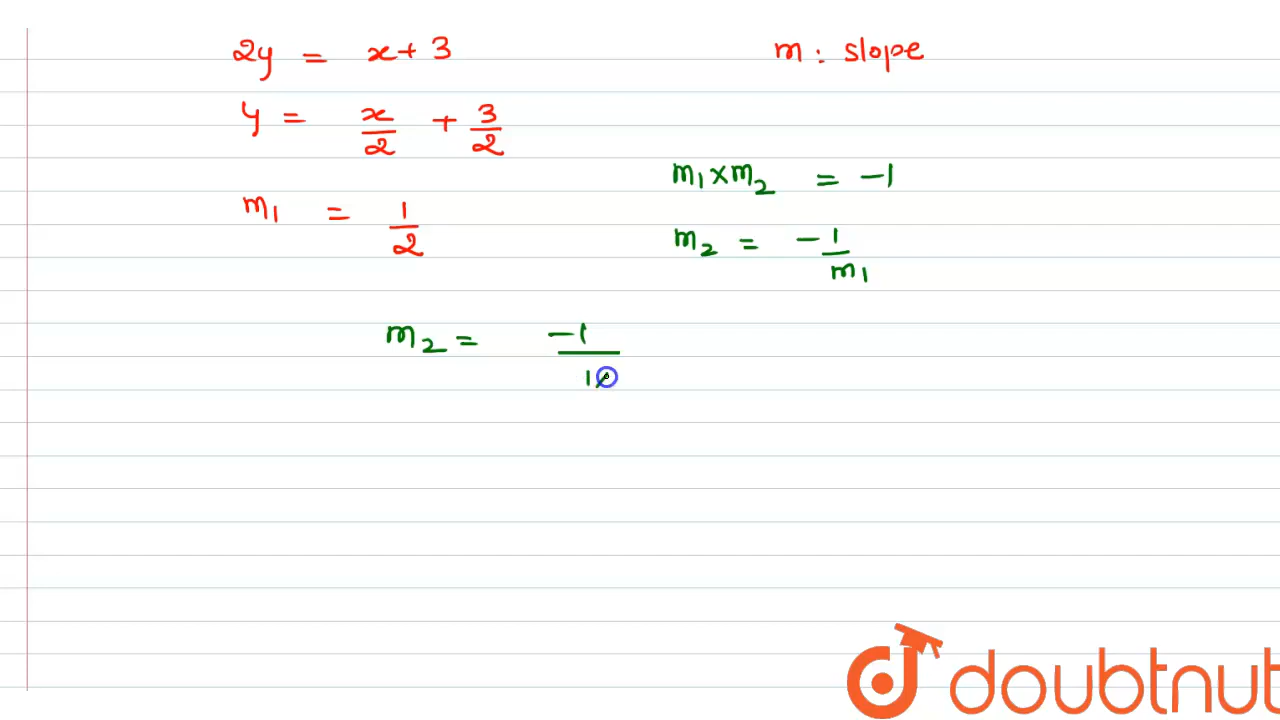 2y = x + 3
m : slope
y = x/2 + 3/2
m₁ × m₂ = -1
m₁ = 1/2
m₂ = -1/m₁
m₂ = -1/1
doubtnut